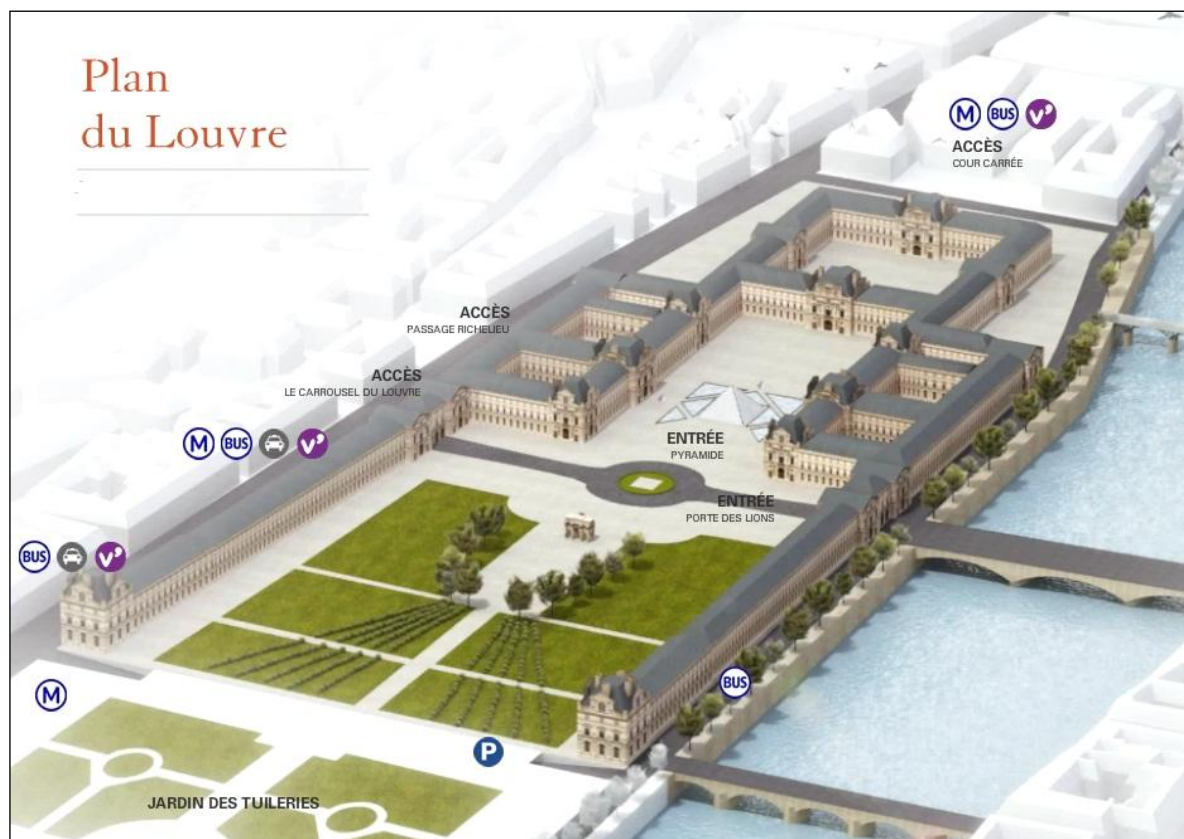 Plan
du Louvre
M BUS V'
ACCÈS
COUR CARRÉE
ACCÈS
PASSAGE RICHELIEU
ACCÈS
LE CARROUSEL DU LOUVRE
M BUS V'
ENTRÉE
PYRAMIDE
ENTRÉE
PORTE DES LIONS
BUS V'
BUS
M
P
JARDIN DES TUILERIES